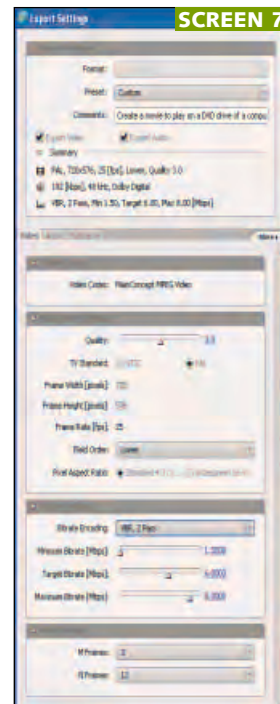 SCREEN 7
Export Settings
Format:
Preset: Custom
Comments: Create a movie to play on a DVD drive of a compu
Export Video Export Audio
Summary
PAL, 720x576, 25 [fps], Lower, Quality 3.0
192 [kbps], 48 kHz, Dolby Digital
VBR, 2 Pass, Min 1.50, Target 6.00, Max 8.00 [Mbps]
Video Codec: MainConcept MPEG Video
Quality: 3.0
TV Standard: NTSC PAL
Frame Width [pixels]: 720
Frame Height [pixels]: 576
Frame Rate [fps]: 25
Field Order: Lower
Pixel Aspect Ratio: Standard 4:3
Bitrate Encoding: VBR, 2 Pass
Minimum Bitrate [Mbps]: 1.5000
Target Bitrate [Mbps]: 6.0000
Maximum Bitrate [Mbps]: 8.0000
M Frames: 3
N Frames: 12